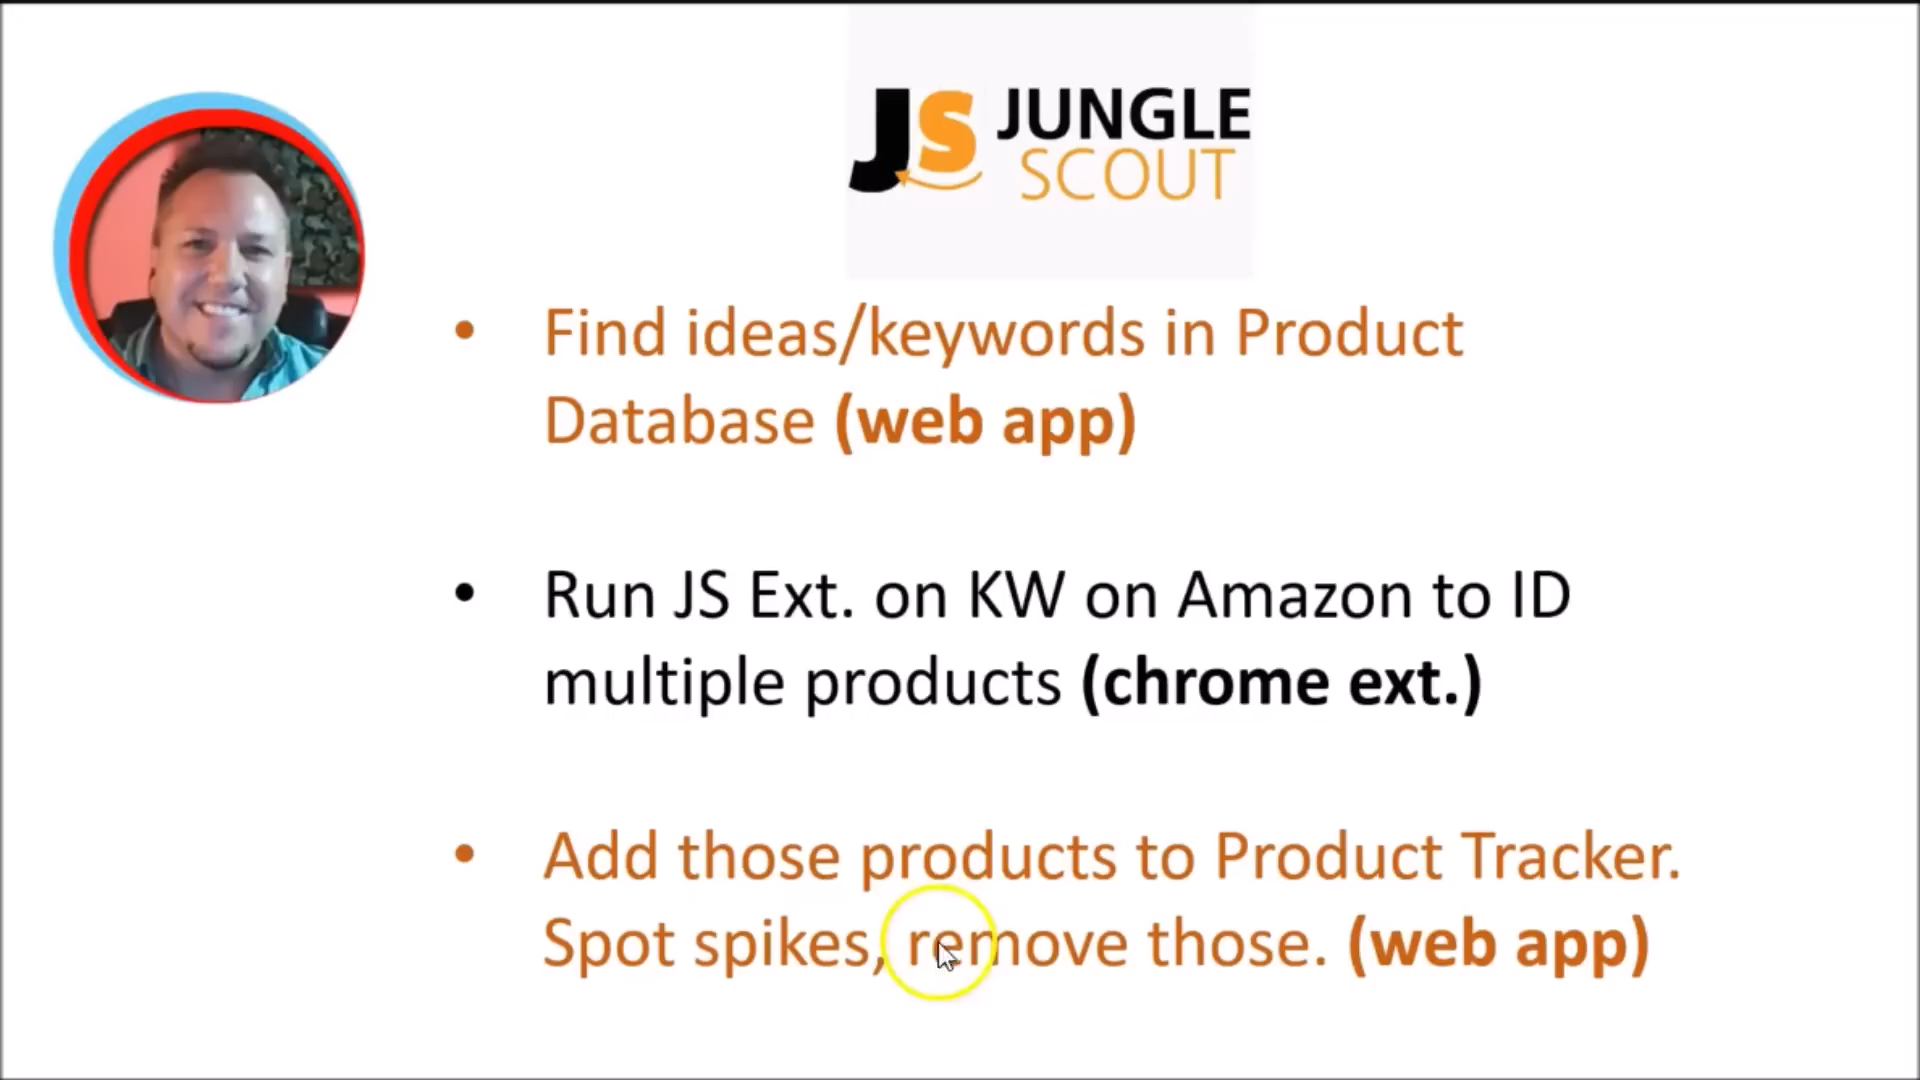 JS JUNGLE
SCOUT
• Find ideas/keywords in Product
Database (web app)
• Run JS Ext. on KW on Amazon to ID
multiple products (chrome ext.)
• Add those products to Product Tracker.
Spot spikes, remove those. (web app)